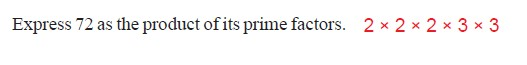 Express 72 as the product of its prime factors. 2 × 2 × 2 × 3 × 3